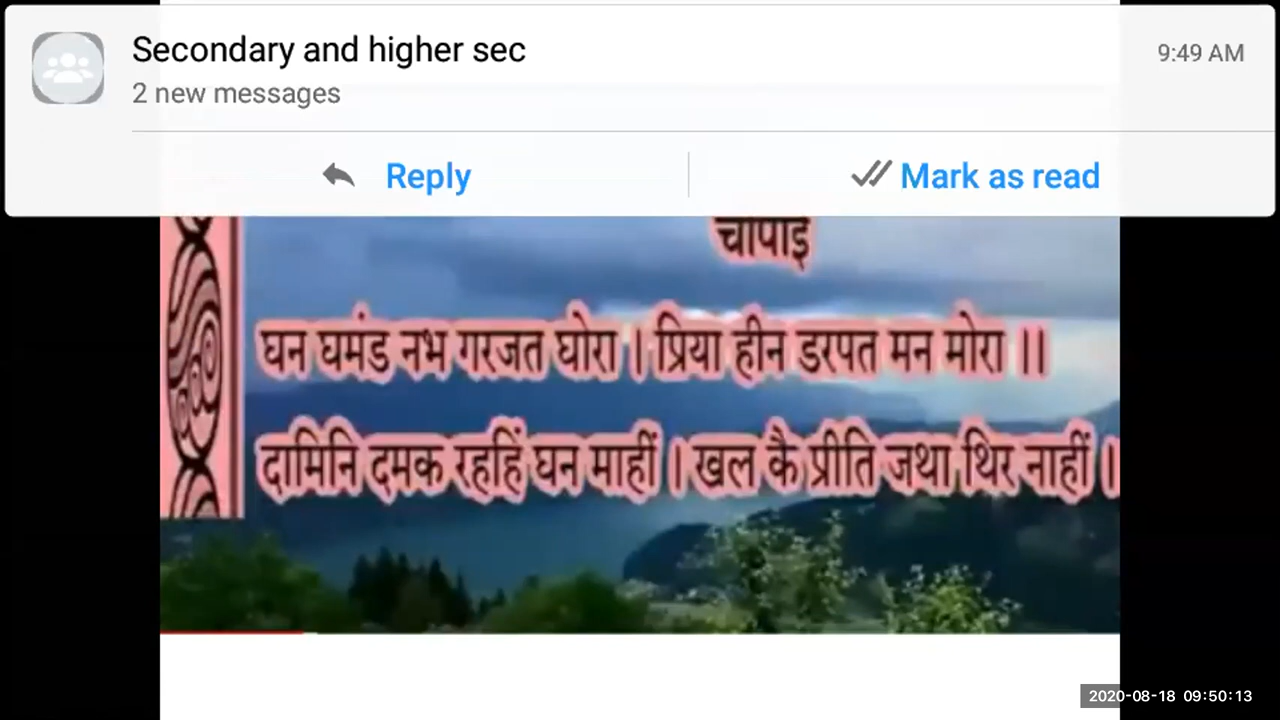 Secondary and higher sec
9:49 AM
2 new messages
Reply
Mark as read
चौपाई
घन घमंड नभ गरजत घोरा । प्रिया हीन डरपत मन मोरा ।।
दामिनि दमक रहहिं घन माहीं । खल कै प्रीति जथा थिर नाहीं ।
2020-08-18 09:50:13